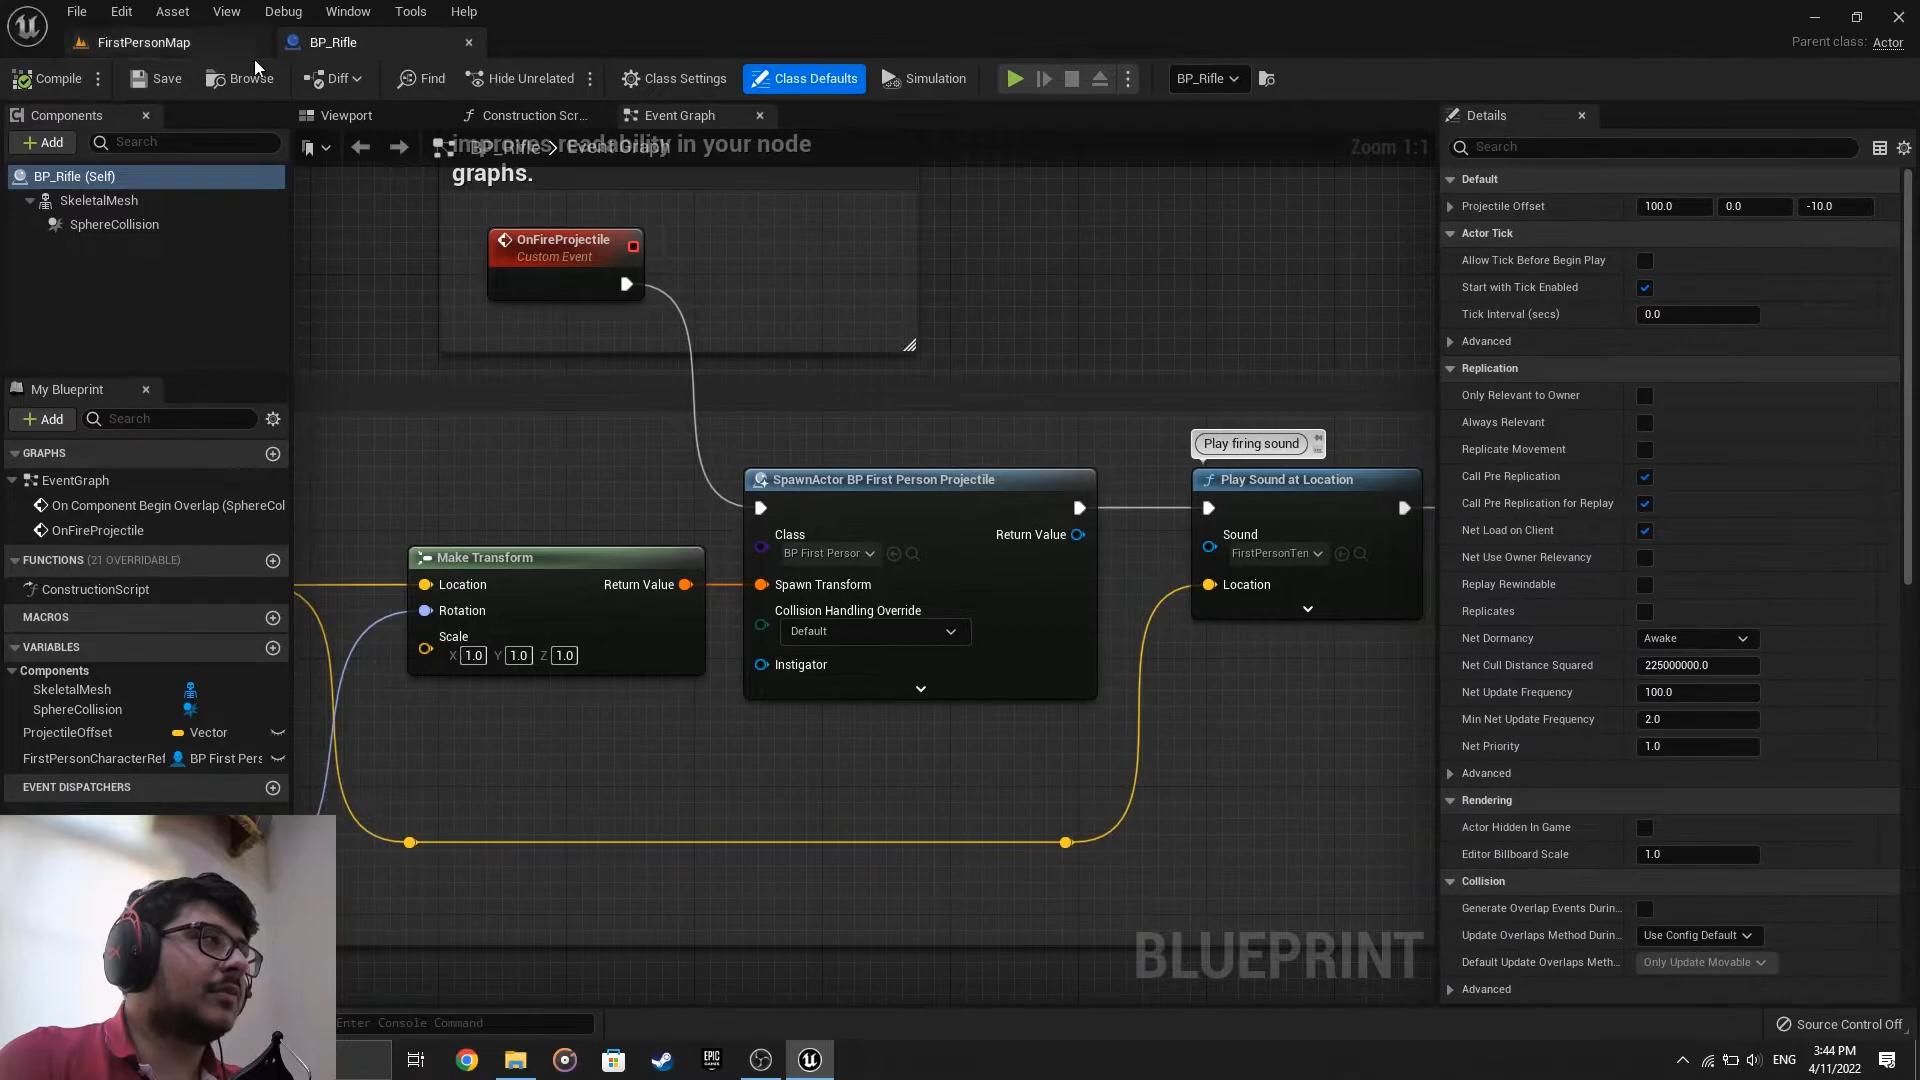 File Edit Asset View Debug Window Tools Help
FirstPersonMap
BP_Rifle
Parent class: Actor
Compile
Save
Browse
Diff
Find
Hide Unrelated
Class Settings
Class Defaults
Simulation
BP_Rifle
Components
Add
Search
BP_Rifle (Self)
SkeletalMesh
SphereCollision
My Blueprint
Add
Search
GRAPHS
EventGraph
On Component Begin Overlap (SphereCol
OnFireProjectile
FUNCTIONS (21 OVERRIDABLE)
ConstructionScript
MACROS
VARIABLES
Components
SkeletalMesh
SphereCollision
ProjectileOffset Vector
FirstPersonCharacterRef BP First Pers
EVENT DISPATCHERS
Viewport
Construction Scr...
Event Graph
BP_Rifle > Event Graph
Zoom 1:1
improves readability in your node
graphs.
OnFireProjectile
Custom Event
Make Transform
Location Return Value
Rotation
Scale
X 1.0 Y 1.0 Z 1.0
SpawnActor BP First Person Projectile
Class
BP First Person
Return Value
Spawn Transform
Collision Handling Override
Default
Instigator
Play firing sound
Play Sound at Location
Sound
FirstPersonTen
Location
BLUEPRINT
Details
Search
Default
Projectile Offset 100.0 0.0 -10.0
Actor Tick
Allow Tick Before Begin Play
Start with Tick Enabled
Tick Interval (secs) 0.0
Advanced
Replication
Only Relevant to Owner
Always Relevant
Replicate Movement
Call Pre Replication
Call Pre Replication for Replay
Net Load on Client
Net Use Owner Relevancy
Replay Rewindable
Replicates
Net Dormancy Awake
Net Cull Distance Squared 225000000.0
Net Update Frequency 100.0
Min Net Update Frequency 2.0
Net Priority 1.0
Advanced
Rendering
Actor Hidden In Game
Editor Billboard Scale 1.0
Collision
Generate Overlap Events Durin...
Update Overlaps Method Durin... Use Config Default
Default Update Overlaps Meth... Only Update Movable
Advanced
Enter Console Command
Source Control Off
EPIC
GAMES
ENG
3:44 PM
4/11/2022